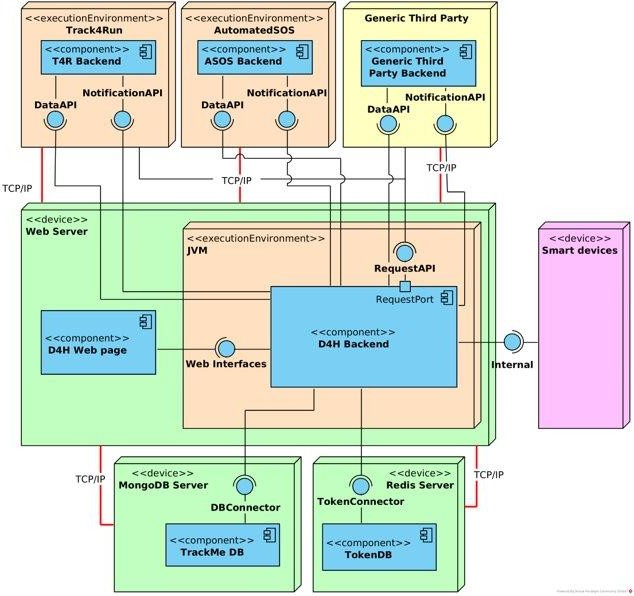 <<executionEnvironment>>
Track4Run
<<component>>
T4R Backend
DataAPI
NotificationAPI
<<executionEnvironment>>
AutomatedSOS
<<component>>
ASOS Backend
DataAPI
NotificationAPI
Generic Third Party
<<component>>
Generic Third
Party Backend
DataAPI
NotificationAPI
TCP/IP
TCP/IP
TCP/IP
<<device>>
Web Server
<<executionEnvironment>>
JVM
<<device>>
Smart devices
RequestAPI
RequestPort
<<component>>
D4H Web page
Web Interfaces
<<component>>
D4H Backend
Internal
TCP/IP
TCP/IP
<<device>>
MongoDB Server
DBConnector
<<component>>
TrackMe DB
<<device>>
Redis Server
TokenConnector
<<component>>
TokenDB